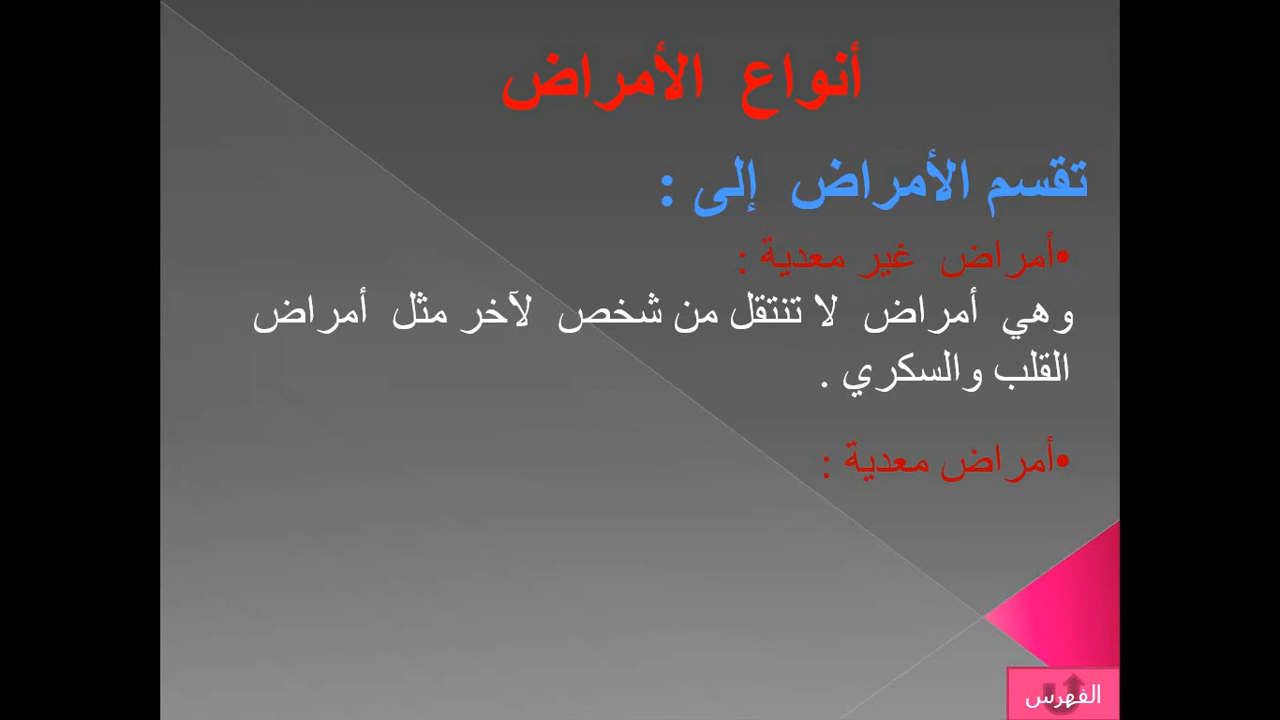 أنواع الأمراض
تقسم الأمراض إلى :
•أمراض غير معدية :
وهي أمراض لا تنتقل من شخص لآخر مثل أمراض
القلب والسكري .
•أمراض معدية :
الفهرس